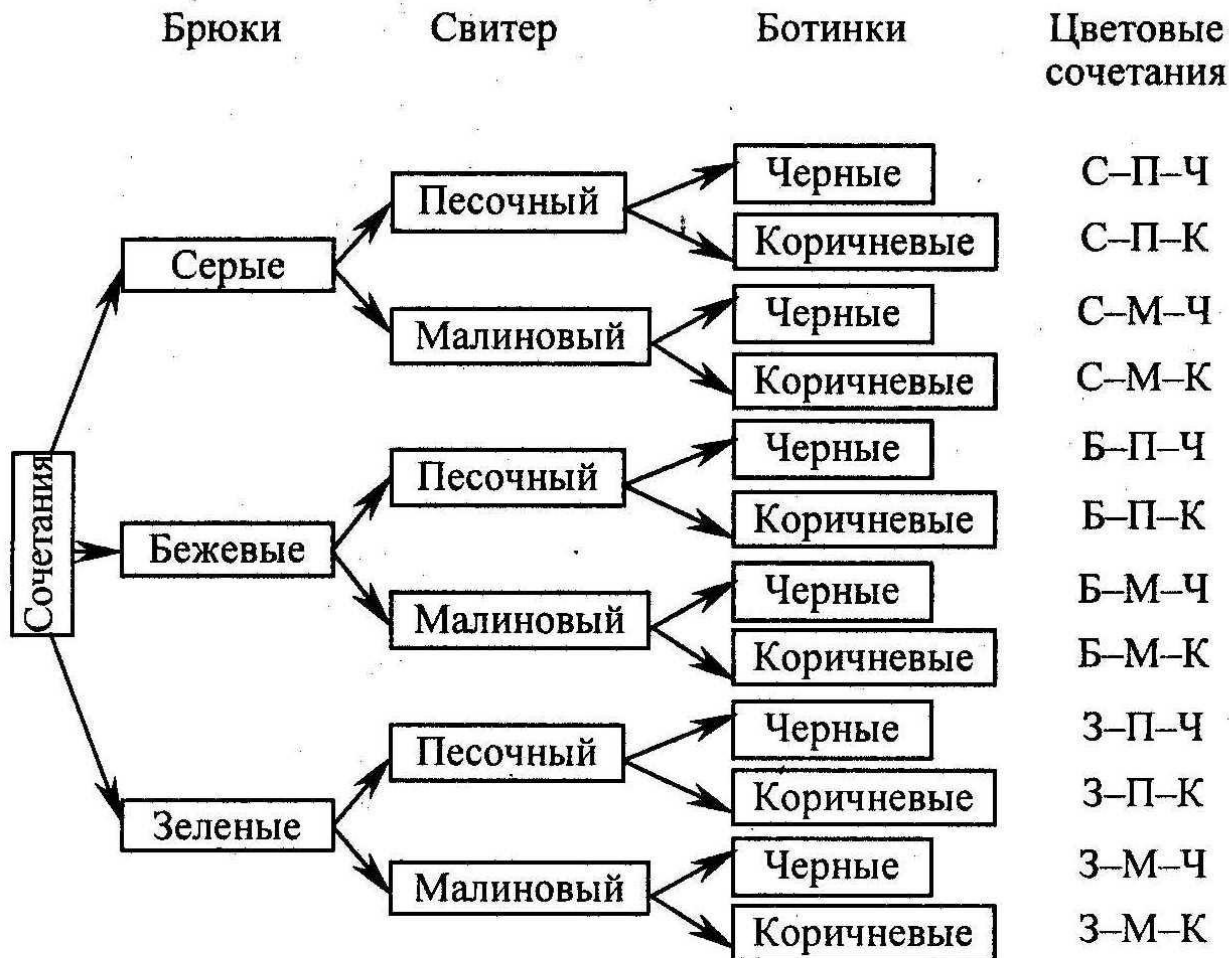 Брюки Свитер Ботинки Цветовые
сочетания
Черные С–П–Ч
Песочный
Коричневые С–П–К
Серые
Черные С–М–Ч
Малиновый
Коричневые С–М–К
Черные Б–П–Ч
Песочный
Коричневые Б–П–К
Сочетания
Бежевые
Черные Б–М–Ч
Малиновый
Коричневые Б–М–К
Черные З–П–Ч
Песочный
Коричневые З–П–К
Зеленые
Черные З–М–Ч
Малиновый
Коричневые З–М–К